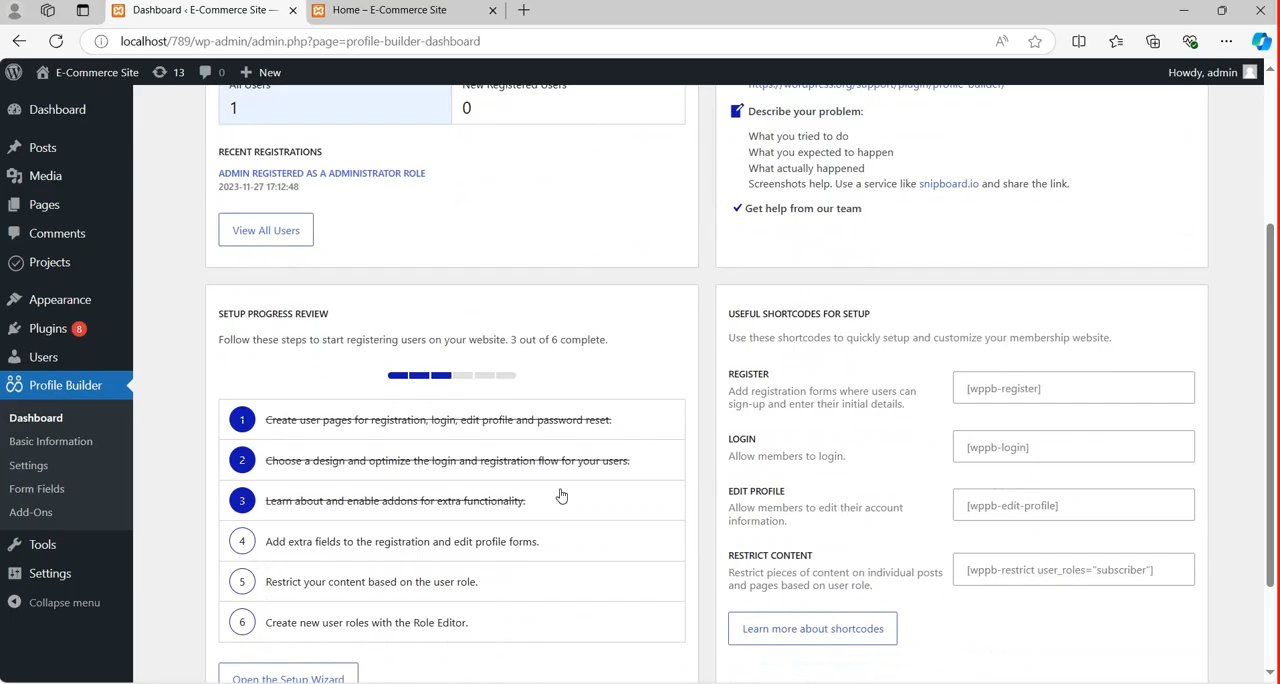 Dashboard ‹ E-Commerce Site —
Home – E-Commerce Site
localhost/789/wp-admin/admin.php?page=profile-builder-dashboard
E-Commerce Site
13
0
New
Howdy, admin
Dashboard
Posts
Media
Pages
Comments
Projects
Appearance
Plugins 8
Users
Profile Builder
Dashboard
Basic Information
Settings
Form Fields
Add-Ons
Tools
Settings
Collapse menu
All Users
1
New Registered Users
0
RECENT REGISTRATIONS
ADMIN REGISTERED AS A ADMINISTRATOR ROLE
2023-11-27 17:12:48
View All Users
https://wordpress.org/support/plugin/profile-builder/
Describe your problem:
What you tried to do
What you expected to happen
What actually happened
Screenshots help. Use a service like snipboard.io and share the link.
Get help from our team
SETUP PROGRESS REVIEW
Follow these steps to start registering users on your website. 3 out of 6 complete.
1 Create user pages for registration, login, edit profile and password reset.
2 Choose a design and optimize the login and registration flow for your users.
3 Learn about and enable addons for extra functionality.
4 Add extra fields to the registration and edit profile forms.
5 Restrict your content based on the user role.
6 Create new user roles with the Role Editor.
Open the Setup Wizard
USEFUL SHORTCODES FOR SETUP
Use these shortcodes to quickly setup and customize your membership website.
REGISTER
Add registration forms where users can
sign-up and enter their initial details.
[wppb-register]
LOGIN
Allow members to login.
[wppb-login]
EDIT PROFILE
Allow members to edit their account
information.
[wppb-edit-profile]
RESTRICT CONTENT
Restrict pieces of content on individual posts
and pages based on user role.
[wppb-restrict user_roles="subscriber"]
Learn more about shortcodes